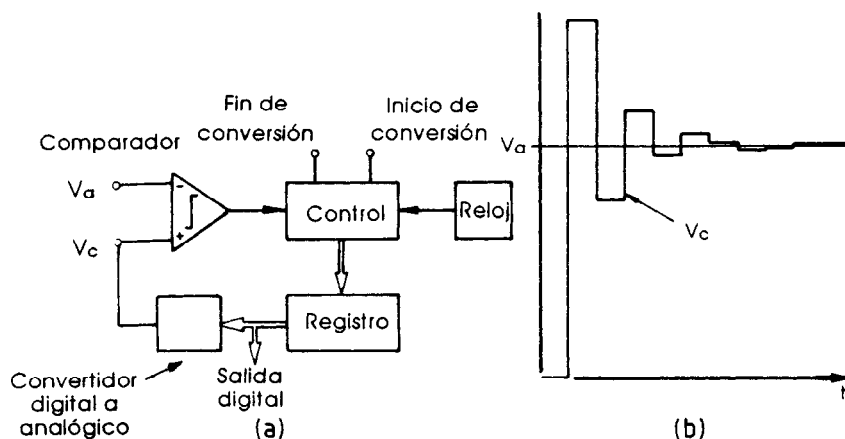 Fin de
conversión
Inicio de
conversión
Comparador
Va
Vc
Control
Reloj
Registro
Convertidor
digital a
analógico
Salida
digital
(a)
Va
Vc
t
(b)